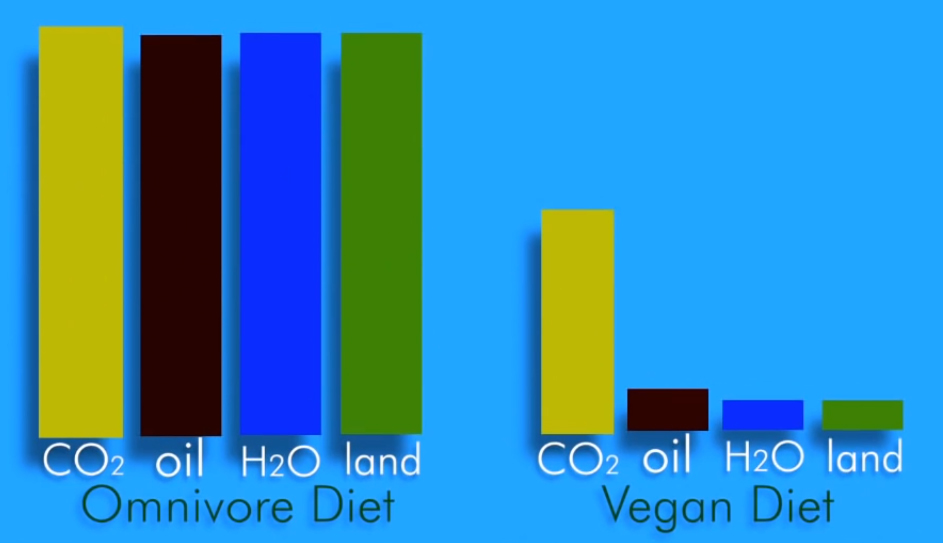 CO₂ oil H₂O land
Omnivore Diet
CO₂ oil H₂O land
Vegan Diet